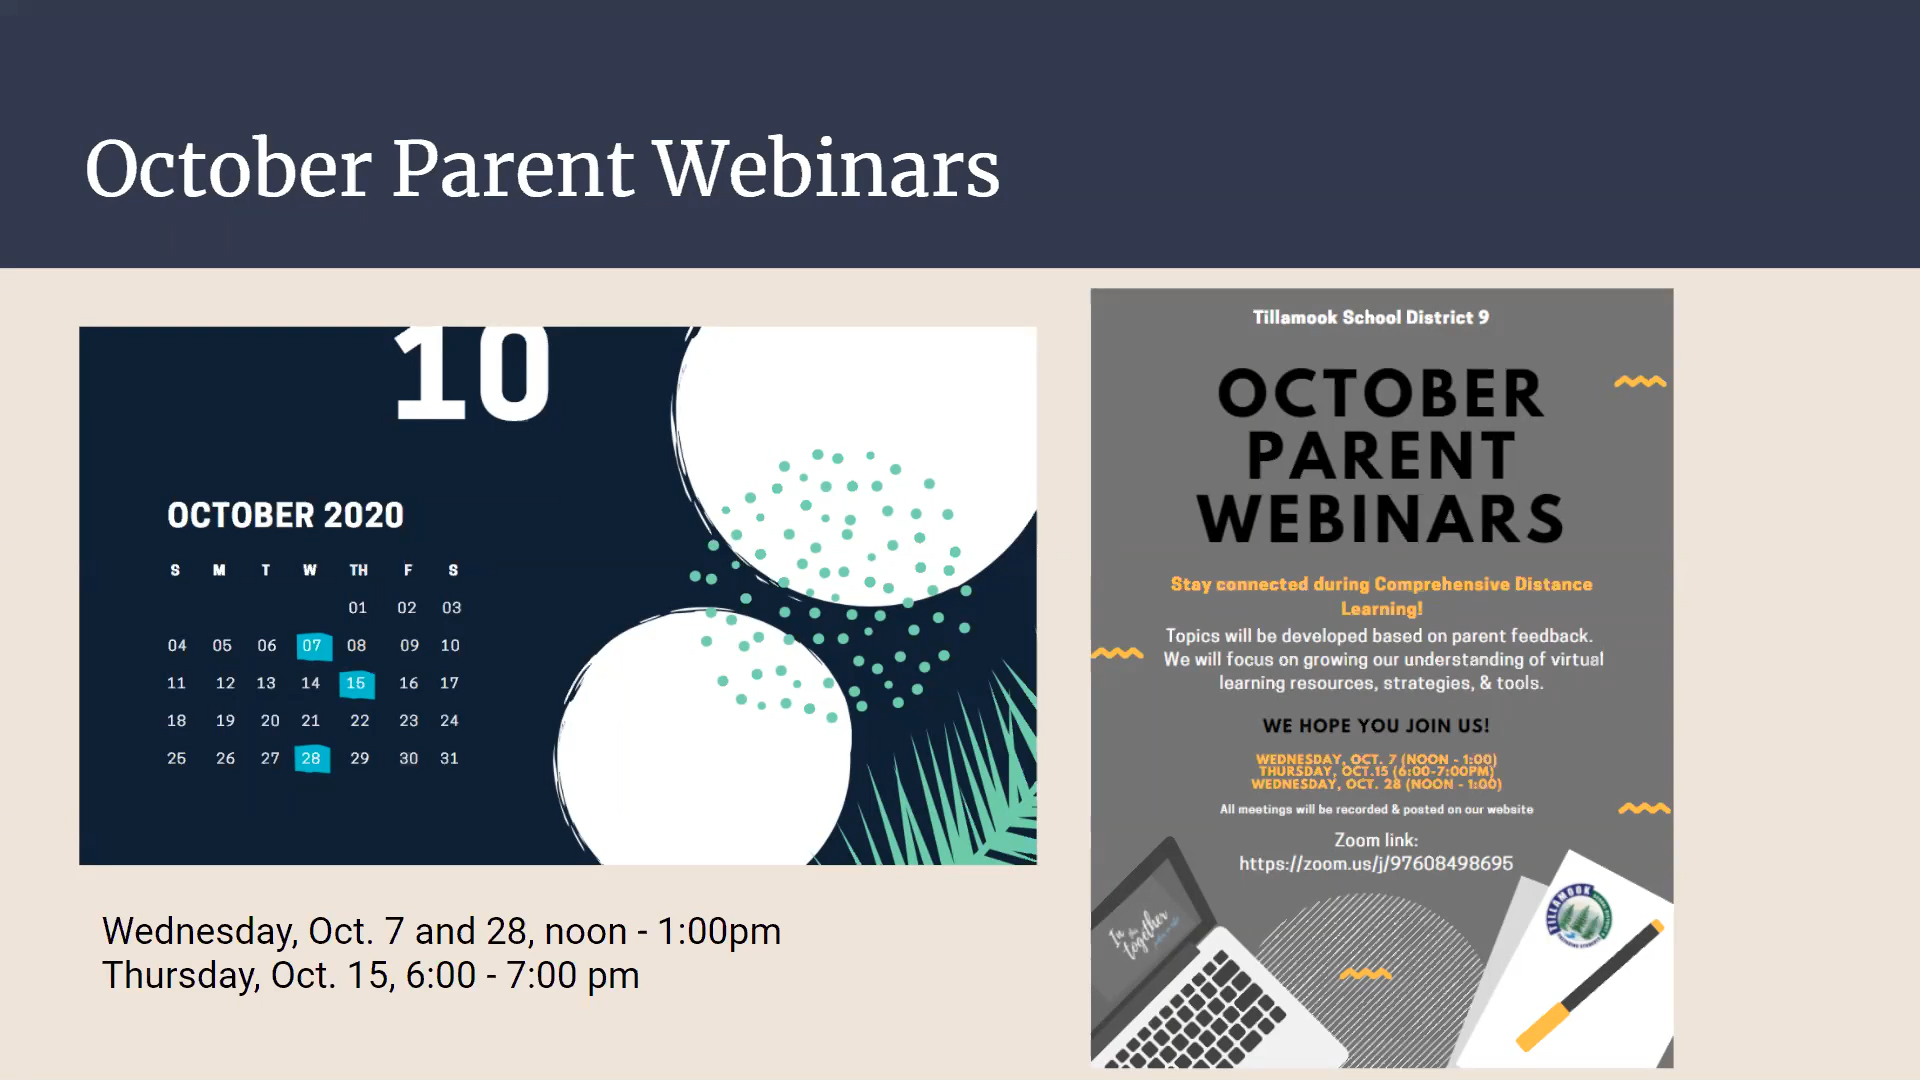 October Parent Webinars
10
OCTOBER 2020
S M T W TH F S
01 02 03
04 05 06 07 08 09 10
11 12 13 14 15 16 17
18 19 20 21 22 23 24
25 26 27 28 29 30 31
Wednesday, Oct. 7 and 28, noon - 1:00pm
Thursday, Oct. 15, 6:00 - 7:00 pm
Tillamook School District 9
OCTOBER
PARENT
WEBINARS
Stay connected during Comprehensive Distance
Learning!
Topics will be developed based on parent feedback.
We will focus on growing our understanding of virtual
learning resources, strategies, & tools.
WE HOPE YOU JOIN US!
WEDNESDAY, OCT. 7 (NOON - 1:00)
THURSDAY, OCT.15 (6:00-7:00PM)
WEDNESDAY, OCT. 28 (NOON - 1:00)
All meetings will be recorded & posted on our website
Zoom link:
https://zoom.us/j/97608498695
In this
together
TILLAMOOK